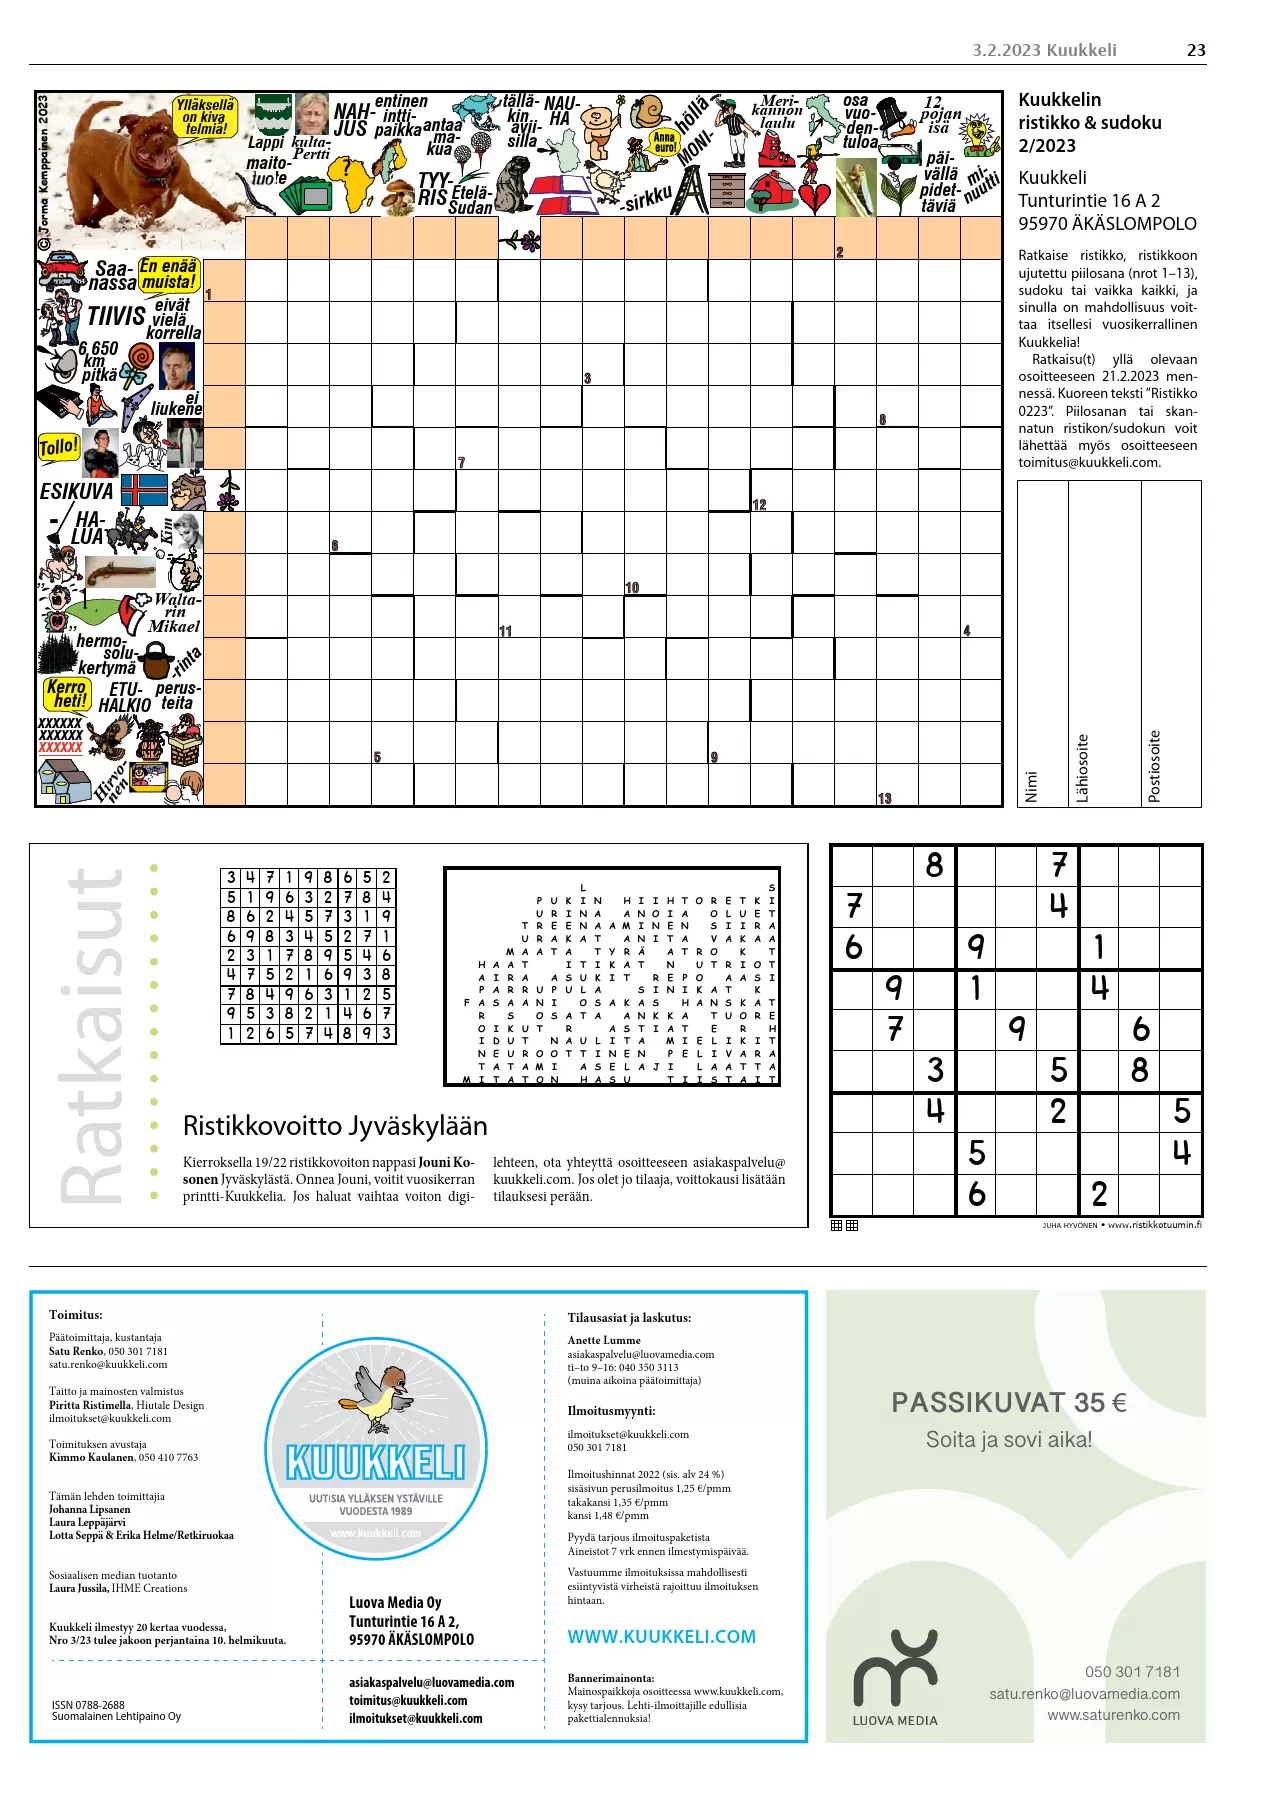 3.2.2023 Kuukkeli 23
© Jorma Kemppainen 2023
Ylläksellä
on kiva
telmiä!
Lappi
kulta-
Pertti
NAH-
JUS
entinen
intti-
paikka
antaa
ma-
kua
tällä-
kin
avii-
silla
NAU-
HA
Anna
euro!
höllä
MONI-
Meri-
kannon
laulu
osa
vuo-
den-
tuloa
12
pojan
isä
maito-
tuote
TYY-
RIS
Etelä-
Sudan
-sirkku
päi-
vällä
pidet-
täviä
mi-
nuutti
Saa-
nassa
En enää
muista!
TIIVIS
eivät
vielä
korrella
6 650
km
pitkä
ei
liukene
Tollo!
ESIKUVA
-
HA-
LUA
Kim
Walta-
rin
Mikael
hermo-
solu-
kertymä
-rinta
Kerro
heti!
ETU-
HALKIO
perus-
teita
XXXXXX
XXXXXX
XXXXXX
Hirvo-
nen
2
1
3
8
7
12
6
10
11
4
5
9
13
Kuukkelin
ristikko & sudoku
2/2023
Kuukkeli
Tunturintie 16 A 2
95970 ÄKÄSLOMPOLO
Ratkaise ristikko, ristikkoon
ujutettu piilosana (nrot 1–13),
sudoku tai vaikka kaikki, ja
sinulla on mahdollisuus voit-
taa itsellesi vuosikerrallinen
Kuukkelia!
Ratkaisu(t) yllä olevaan
osoitteeseen 21.2.2023 men-
nessä. Kuoreen teksti ”Ristikko
0223”. Piilosanan tai skan-
natun ristikon/sudokun voit
lähettää myös osoitteeseen
toimitus@kuukkeli.com.
Nimi
Lähiosoite
Postiosoite
Ratkaisut
3 4 7 1 9 8 6 5 2
5 1 9 6 3 2 7 8 4
8 6 2 4 5 7 3 1 9
6 9 8 3 4 5 2 7 1
2 3 1 7 8 9 5 4 6
4 7 5 2 1 6 9 3 8
7 8 4 9 6 3 1 2 5
9 5 3 8 2 1 4 6 7
1 2 6 5 7 4 8 9 3
L S
PUKIN HIIHTORETKI
URINA ANOIA OLUET
TREENAAMINEN SIIRA
URAKAT ANITA VAKAA
MAATA TYRÄ ATRO K T
HAAT ITIKAT N UTRIOT
AIRA ASUKIT REPO AASI
PARRUPULA SINIKAT K
FASAANI OSAKAS HANSKAT
R S OSATA ANKKA TUORE
OIKUT R ASTIAT E R H
IDUT NAULITA MIELIKIT
NEUROOTTINEN PELIVARA
TATAMI ASELAJI LAATTA
MITATON HASU TIISTAIT
Ristikkovoitto Jyväskylään
Kierroksella 19/22 ristikkovoiton nappasi Jouni Ko-
sonen Jyväskylästä. Onnea Jouni, voitit vuosikerran
printti-Kuukkelia. Jos haluat vaihtaa voiton digi-
lehteen, ota yhteyttä osoitteeseen asiakaspalvelu@
kuukkeli.com. Jos olet jo tilaaja, voittokausi lisätään
tilauksesi perään.
8 7
7 4
6 9 1
9 1 4
7 9 6
3 5 8
4 2 5
5 4
6 2
JUHA HYVÖNEN • www.ristikkotuumin.fi
Toimitus:
Päätoimittaja, kustantaja
Satu Renko, 050 301 7181
satu.renko@kuukkeli.com
Taitto ja mainosten valmistus
Piritta Ristimella, Hiutale Design
ilmoitukset@kuukkeli.com
Toimituksen avustaja
Kimmo Kaulanen, 050 410 7763
Tämän lehden toimittajia
Johanna Lipsanen
Laura Leppäjärvi
Lotta Seppä & Erika Helme/Retkiruokaa
Sosiaalisen median tuotanto
Laura Jussila, IHME Creations
Kuukkeli ilmestyy 20 kertaa vuodessa,
Nro 3/23 tulee jakoon perjantaina 10. helmikuuta.
ISSN 0788-2688
Suomalainen Lehtipaino Oy
KUUKKELI
UUTISIA YLLÄKSEN YSTÄVILLE
VUODESTA 1989
www.kuukkeli.com
Luova Media Oy
Tunturintie 16 A 2,
95970 ÄKÄSLOMPOLO
asiakaspalvelu@luovamedia.com
toimitus@kuukkeli.com
ilmoitukset@kuukkeli.com
Tilausasiat ja laskutus:
Anette Lumme
asiakaspalvelu@luovamedia.com
ti–to 9–16: 040 350 3113
(muina aikoina päätoimittaja)
Ilmoitusmyynti:
ilmoitukset@kuukkeli.com
050 301 7181
Ilmoitushinnat 2022 (sis. alv 24 %)
sisäsivun perusilmoitus 1,25 €/pmm
takakansi 1,35 €/pmm
kansi 1,48 €/pmm
Pyydä tarjous ilmoituspaketista
Aineistot 7 vrk ennen ilmestymispäivää.
Vastuumme ilmoituksissa mahdollisesti
esiintyvistä virheistä rajoittuu ilmoituksen
hintaan.
WWW.KUUKKELI.COM
Bannerimainonta:
Mainospaikkoja osoitteessa www.kuukkeli.com,
kysy tarjous. Lehti-ilmoittajille edullisia
pakettialennuksia!
PASSIKUVAT 35 €
Soita ja sovi aika!
LUOVA MEDIA
050 301 7181
satu.renko@luovamedia.com
www.saturenko.com